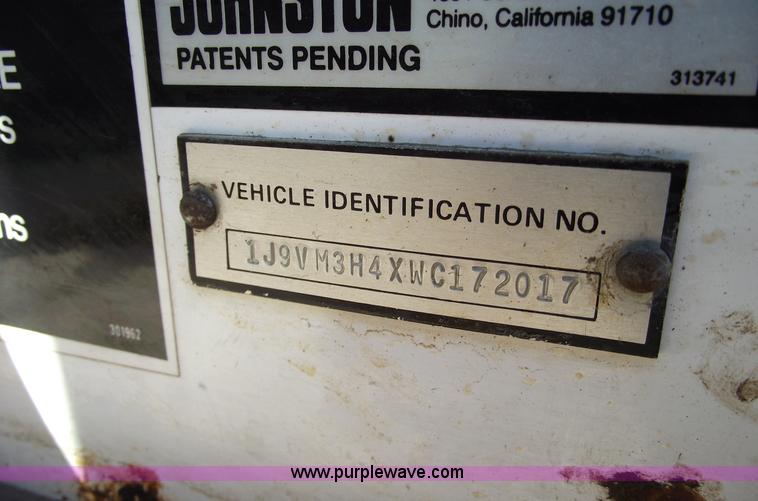 JOHNSTON
Chino, California 91710
PATENTS PENDING
313741
E
S
ns
VEHICLE IDENTIFICATION NO.
1J9VM3H4XWC172017
301962
www.purplewave.com